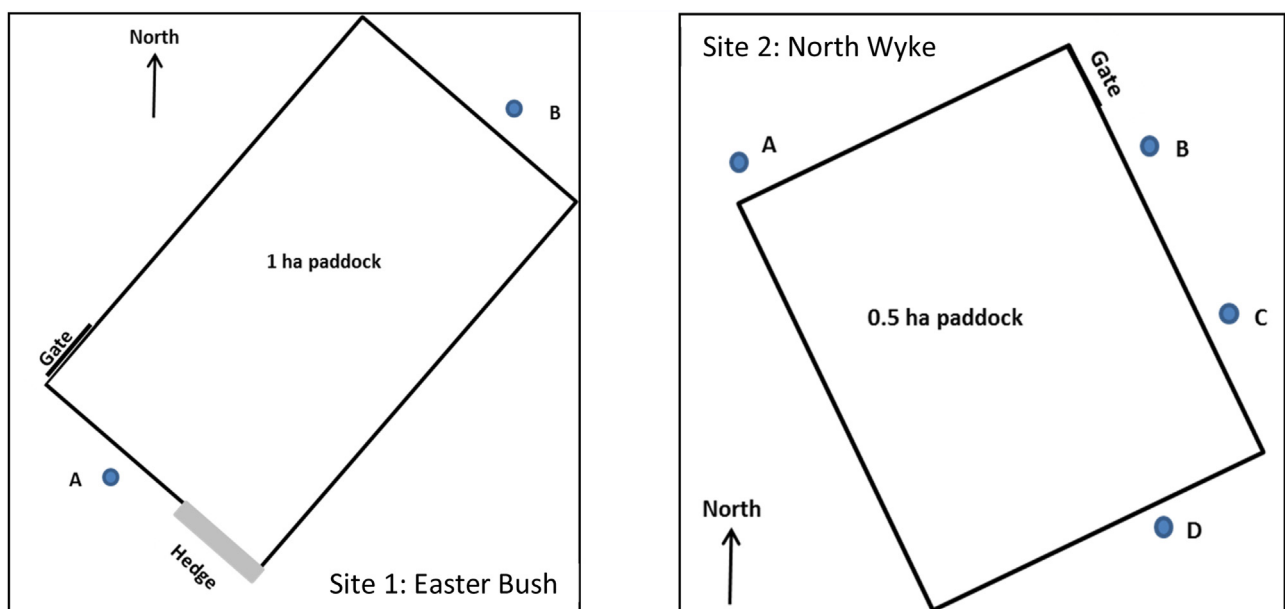 North
B
1 ha paddock
Gate
A
Hedge
Site 1: Easter Bush
Site 2: North Wyke
Gate
A
B
0.5 ha paddock
C
North
D